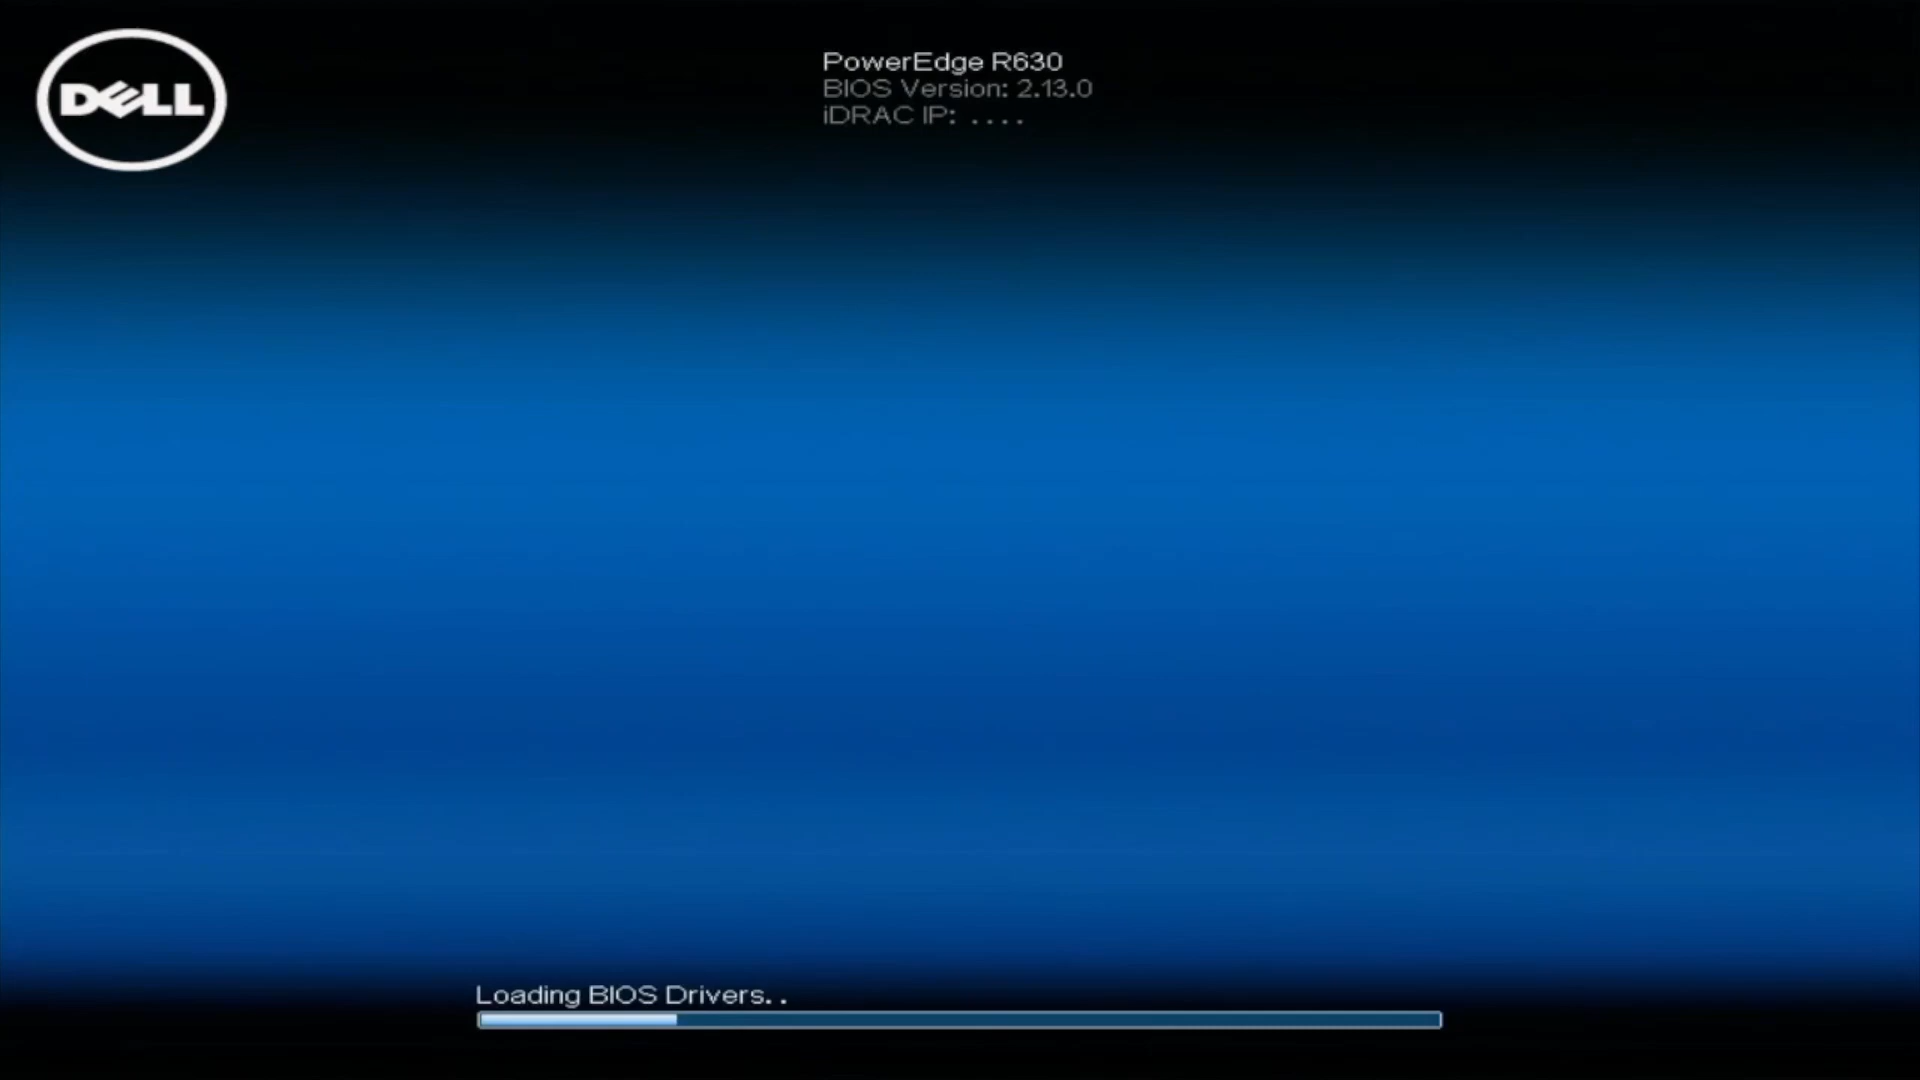 DELL
PowerEdge R630
BIOS Version: 2.13.0
iDRAC IP: ....
Loading BIOS Drivers. .